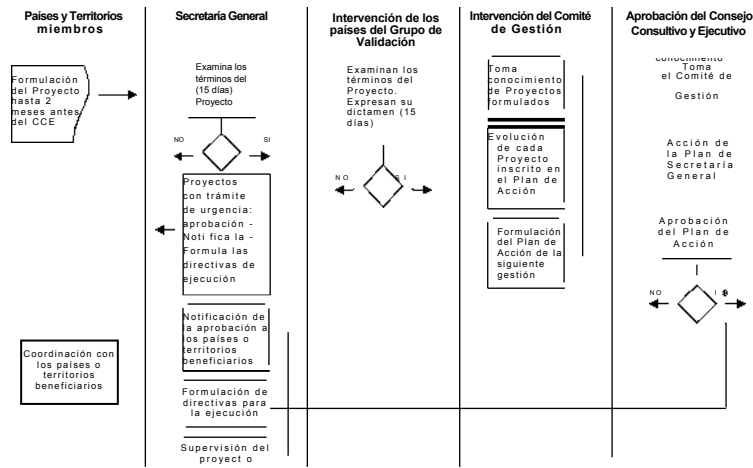 Países y Territorios
miembros
Formulación
del Proyecto
hasta 2
meses antes
del CCE
Coordinación con
los países o
territorios
beneficiarios
Secretaría General
Examina los
términos del
(15 días)
Proyecto
NO
SI
Proyectos
con trámite
de urgencia:
aprobación -
Noti fica la -
Formula las
directivas de
ejecución
Notificación de
la aprobación a
los países o
territorios
beneficiarios
Formulación de
directivas para
la ejecución
Supervisión del
proyect o
Intervención de los
países del Grupo de
Validación
Examinan los
términos del
Proyecto.
Expresan su
dictamen (15
días)
NO
S I
Intervención del Comité
de Gestión
Toma
conocimiento
de Proyectos
formulados
Evolución
de cada
Proyecto
inscrito en
el Plan de
Acción
Formulación
del Plan de
Acción de la
siguiente
gestión
Aprobación del Consejo
Consultivo y Ejecutivo
conocimiento
Toma
el Comité de
Gestión
Acción de
la Plan de
Secretaría
General
Aprobación
del Plan de
Acción
NO